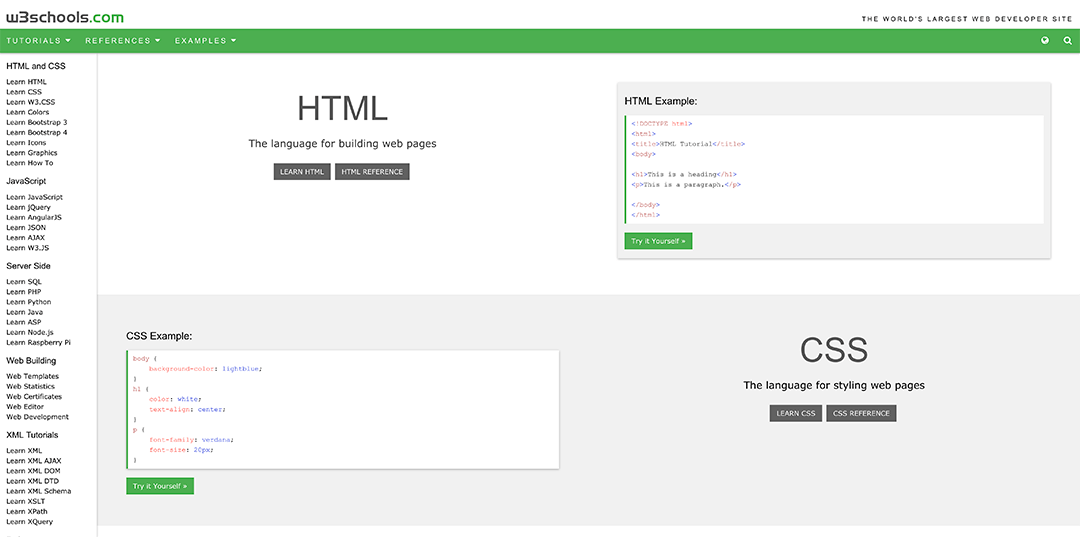 w3schools.com
THE WORLD'S LARGEST WEB DEVELOPER SITE
TUTORIALS REFERENCES EXAMPLES
HTML and CSS
Learn HTML
Learn CSS
Learn W3.CSS
Learn Colors
Learn Bootstrap 3
Learn Bootstrap 4
Learn Icons
Learn Graphics
Learn How To
JavaScript
Learn JavaScript
Learn jQuery
Learn AngularJS
Learn JSON
Learn AJAX
Learn W3.JS
Server Side
Learn SQL
Learn PHP
Learn Python
Learn Java
Learn ASP
Learn Node.js
Learn Raspberry Pi
Web Building
Web Templates
Web Statistics
Web Certificates
Web Editor
Web Development
XML Tutorials
Learn XML
Learn XML AJAX
Learn XML DOM
Learn XML DTD
Learn XML Schema
Learn XSLT
Learn XPath
Learn XQuery
HTML
The language for building web pages
LEARN HTML HTML REFERENCE
HTML Example:
<!DOCTYPE html>
<html>
<title>HTML Tutorial</title>
<body>
<h1>This is a heading</h1>
<p>This is a paragraph.</p>
</body>
</html>
Try it Yourself »
CSS Example:
body {
background-color: lightblue;
}
h1 {
color: white;
text-align: center;
}
p {
font-family: verdana;
font-size: 20px;
}
Try it Yourself »
CSS
The language for styling web pages
LEARN CSS CSS REFERENCE